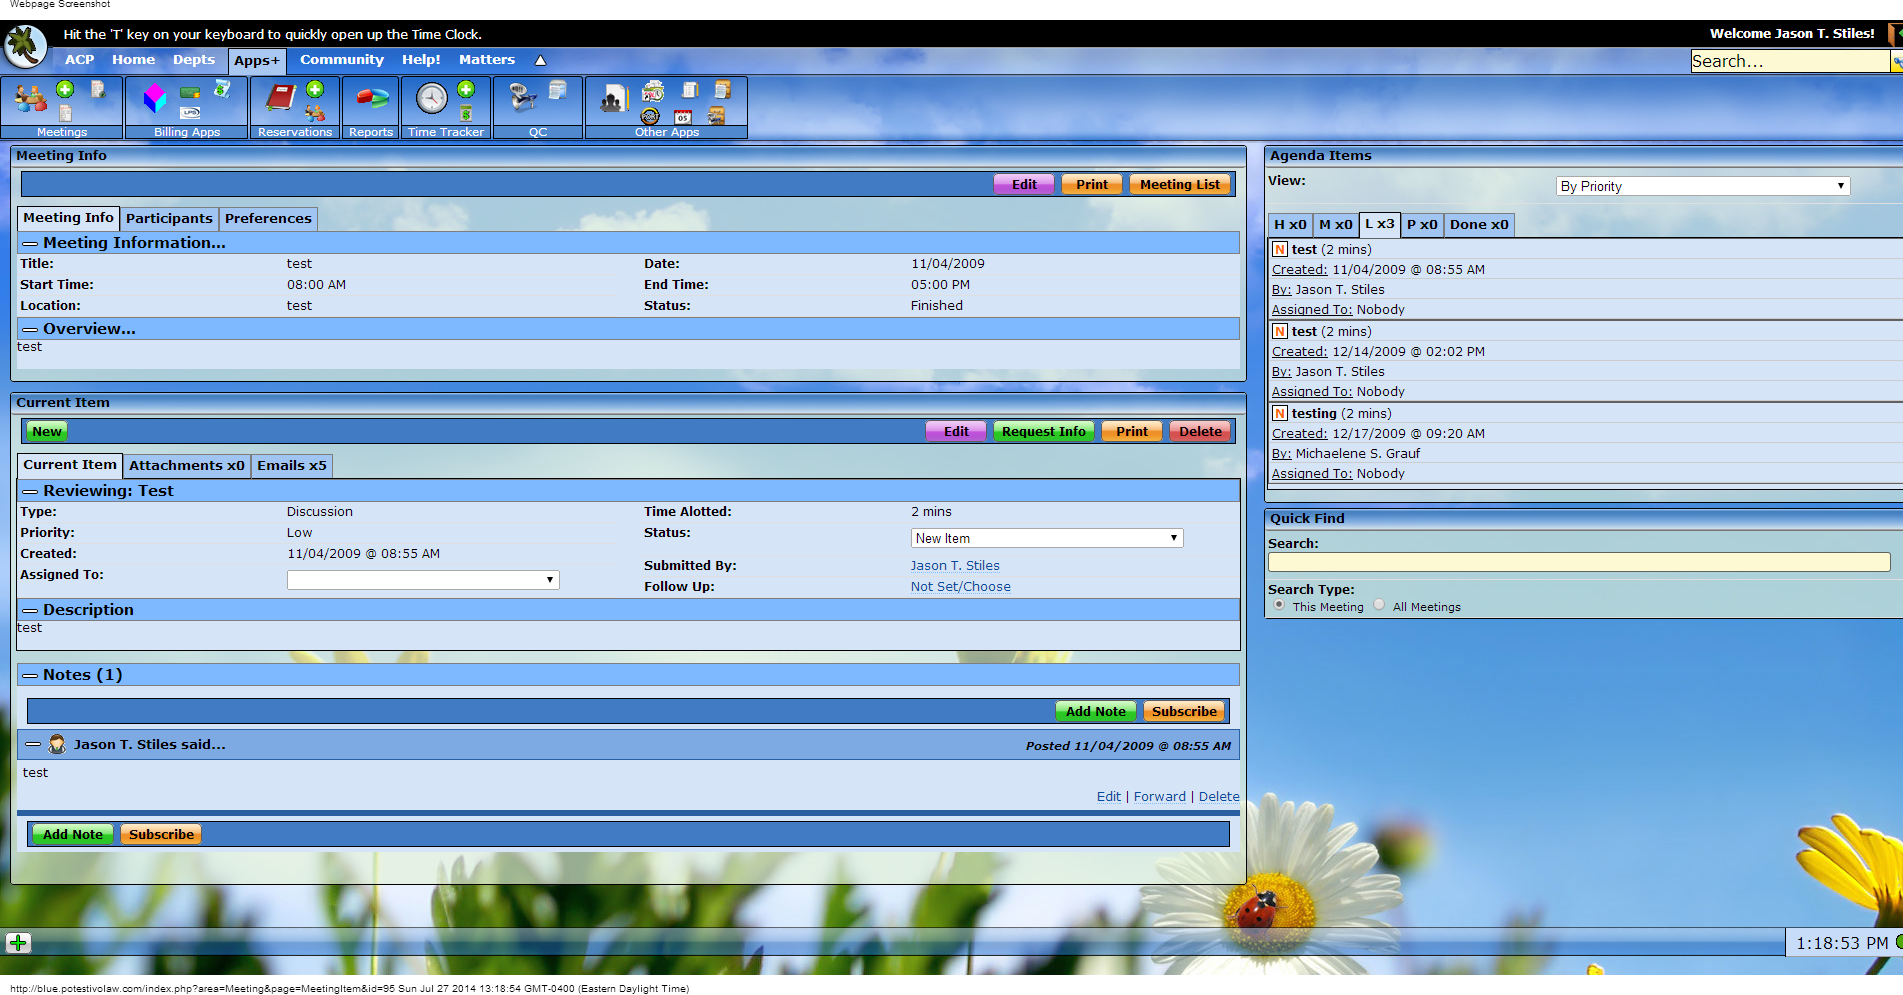 Webpage Screenshot
Hit the 'T' key on your keyboard to quickly open up the Time Clock.
Welcome Jason T. Stiles!
ACP Home Depts Apps+ Community Help! Matters
Search...
Meetings Billing Apps Reservations Reports Time Tracker QC Other Apps
Meeting Info
Edit Print Meeting List
Meeting Info Participants Preferences
Meeting Information...
Title: test Date: 11/04/2009
Start Time: 08:00 AM End Time: 05:00 PM
Location: test Status: Finished
Overview...
test
Current Item
New Edit Request Info Print Delete
Current Item Attachments x0 Emails x5
Reviewing: Test
Type: Discussion Time Alotted: 2 mins
Priority: Low Status: New Item
Created: 11/04/2009 @ 08:55 AM
Submitted By: Jason T. Stiles
Assigned To:
Follow Up: Not Set/Choose
Description
test
Notes (1)
Add Note Subscribe
Jason T. Stiles said... Posted 11/04/2009 @ 08:55 AM
test
Edit | Forward | Delete
Add Note Subscribe
Agenda Items
View: By Priority
H x0 M x0 L x3 P x0 Done x0
N test (2 mins)
Created: 11/04/2009 @ 08:55 AM
By: Jason T. Stiles
Assigned To: Nobody
N test (2 mins)
Created: 12/14/2009 @ 02:02 PM
By: Jason T. Stiles
Assigned To: Nobody
N testing (2 mins)
Created: 12/17/2009 @ 09:20 AM
By: Michaelene S. Grauf
Assigned To: Nobody
Quick Find
Search:
Search Type:
This Meeting All Meetings
1:18:53 PM
http://blue.potestivolaw.com/index.php?area=Meeting&page=MeetingItem&id=95 Sun Jul 27 2014 13:18:54 GMT-0400 (Eastern Daylight Time)